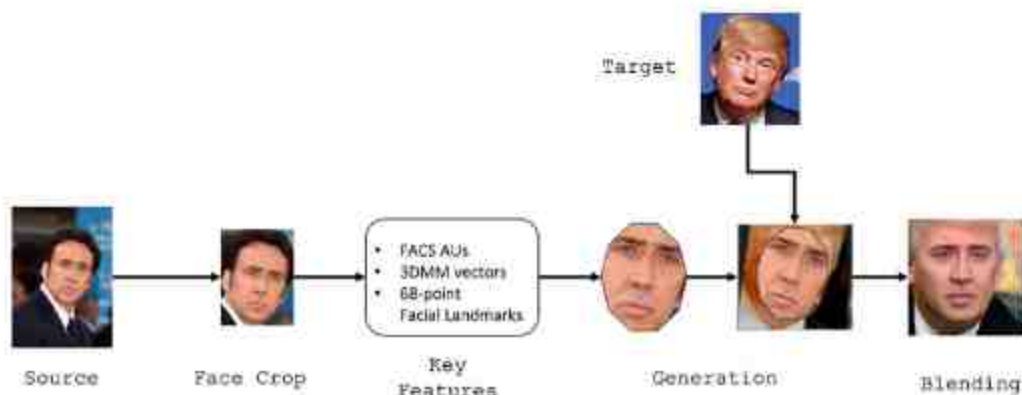 Target
• FACS AUs
• 3DMM vectors
• 68-point
Facial Landmarks
Source
Face Crop
Key
Features
Generation
Blending